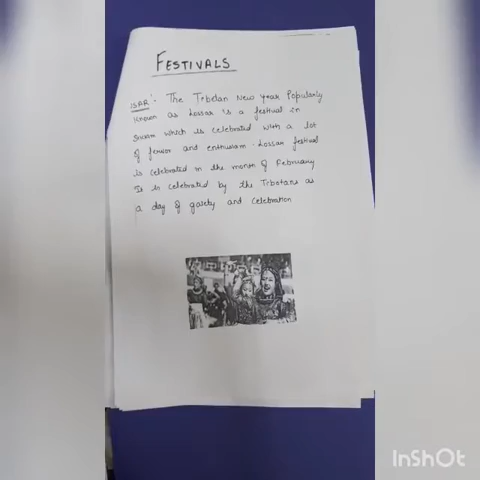 FESTIVALS
The Tibetan New Year Popularly
known as Lossar is a festival in
which is celebrated with a lot
of fervor and enthusiasm. Lossar festival
is celebrated in the month of February
It is celebrated by the Tibetans as
a day of gaiety and celebration
InShOt